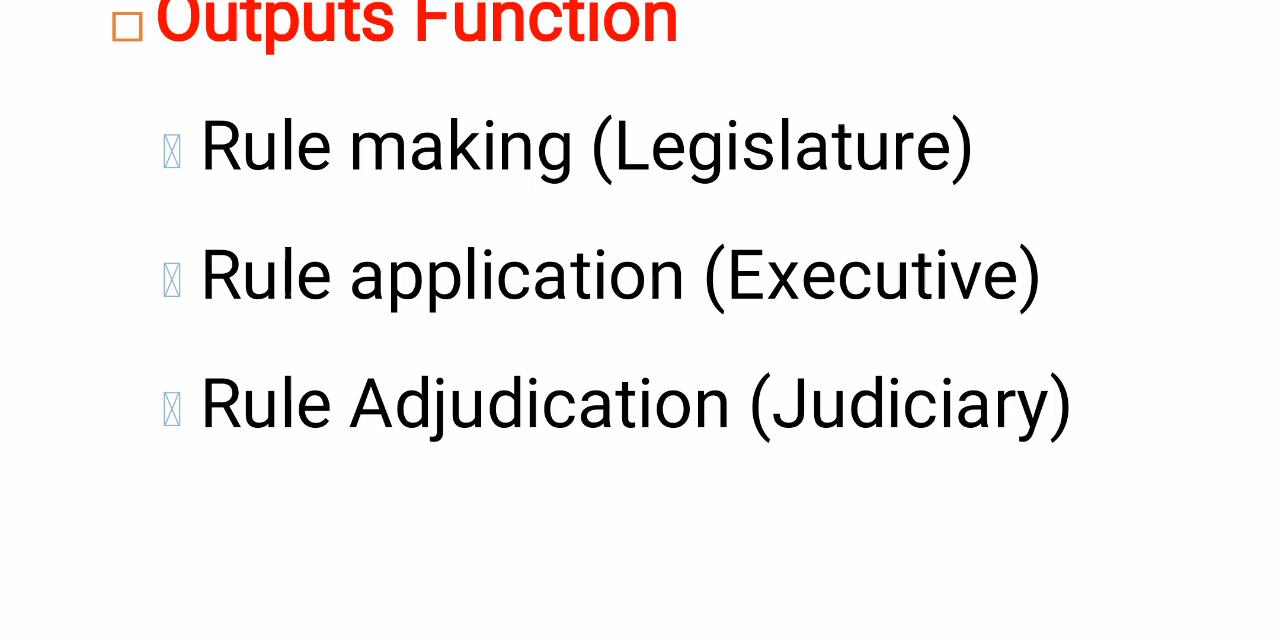 Outputs Function
Rule making (Legislature)
Rule application (Executive)
Rule Adjudication (Judiciary)